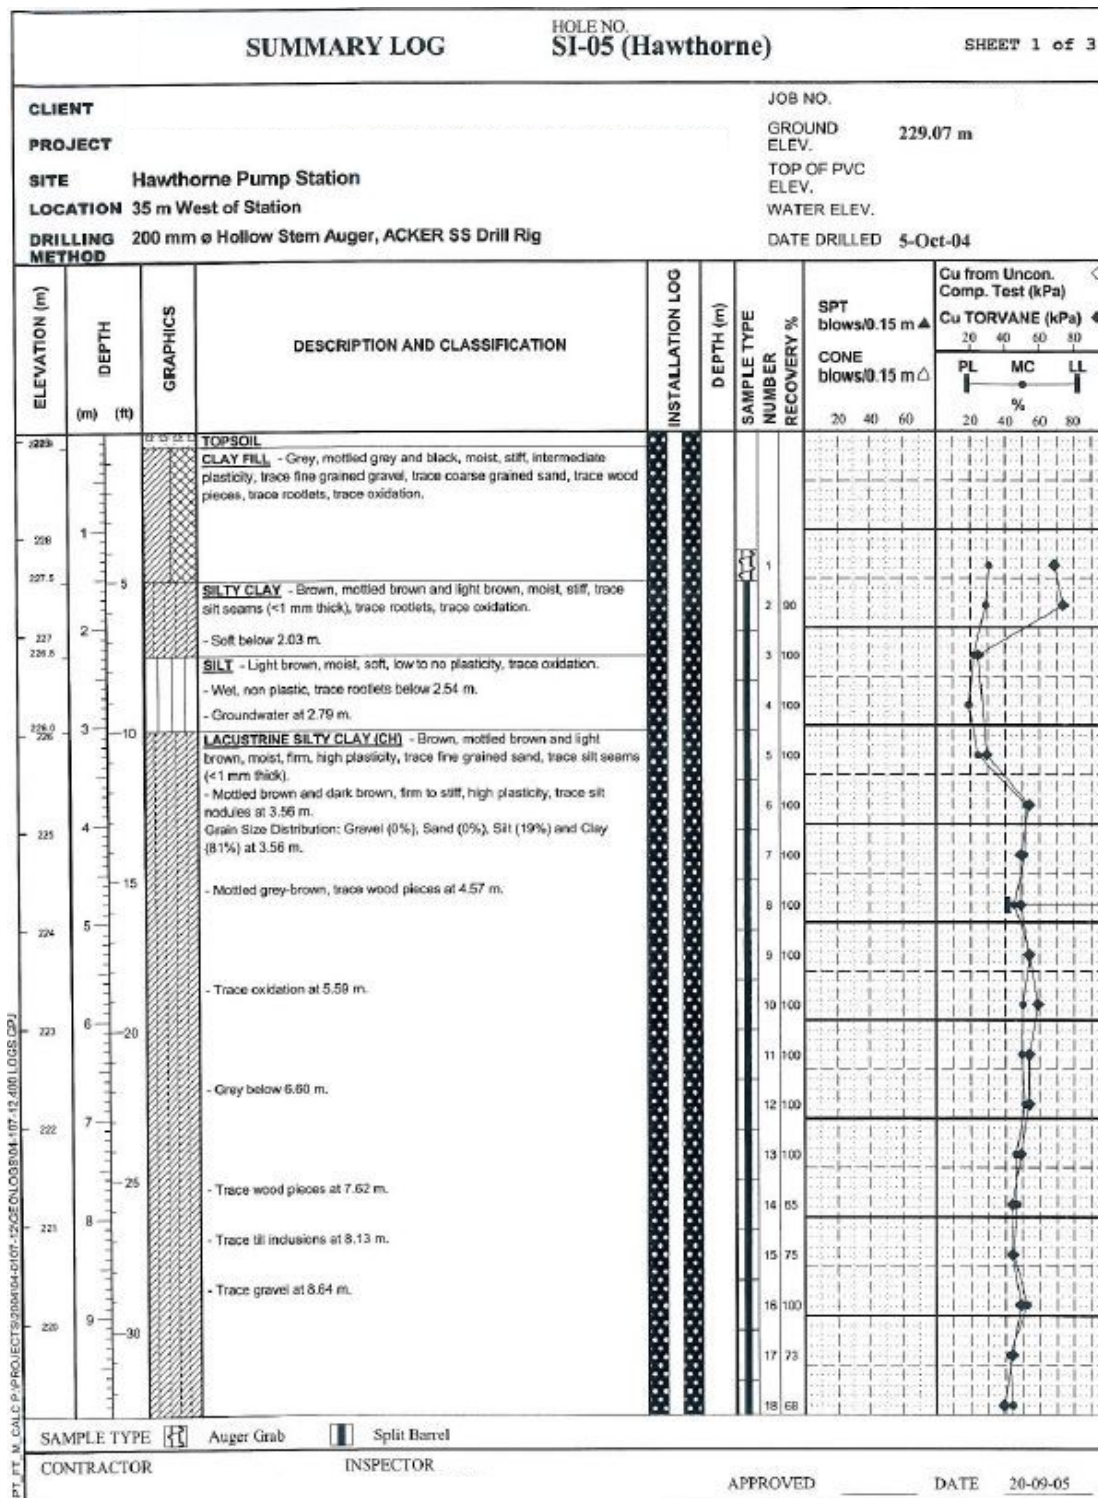 SUMMARY LOG
HOLE NO.
SI-05 (Hawthorne)
SHEET 1 of 3
CLIENT
JOB NO.
PROJECT
GROUND ELEV. 229.07 m
TOP OF PVC ELEV.
SITE Hawthorne Pump Station
LOCATION 35 m West of Station
WATER ELEV.
DRILLING METHOD 200 mm ø Hollow Stem Auger, ACKER SS Drill Rig
DATE DRILLED 5-Oct-04
ELEVATION (m)
DEPTH
(m) (ft)
GRAPHICS
DESCRIPTION AND CLASSIFICATION
INSTALLATION LOG
DEPTH (m)
SAMPLE TYPE
NUMBER
RECOVERY %
SPT
blows/0.15 m ▲
CONE
blows/0.15 m △
20 40 60
Cu from Uncon. ◇
Comp. Test (kPa)
Cu TORVANE (kPa) ◆
20 40 60 80
PL MC LL
%
20 40 60 80
TOPSOIL
CLAY FILL - Grey, mottled grey and black, moist, stiff, intermediate
plasticity, trace fine grained gravel, trace coarse grained sand, trace wood
pieces, trace rootlets, trace oxidation.
228
1
1
227.5
5
SILTY CLAY - Brown, mottled brown and light brown, moist, stiff, trace
silt seams (<1 mm thick), trace rootlets, trace oxidation.
2 90
227
2
- Soft below 2.03 m.
226.8
SILT - Light brown, moist, soft, low to no plasticity, trace oxidation.
3 100
- Wet, non plastic, trace rootlets below 2.54 m.
4 100
- Groundwater at 2.79 m.
226.0
226
3
10
LACUSTRINE SILTY CLAY (CH) - Brown, mottled brown and light
brown, moist, firm, high plasticity, trace fine grained sand, trace silt seams
(<1 mm thick).
5 100
- Mottled brown and dark brown, firm to stiff, high plasticity, trace silt
nodules at 3.56 m.
6 100
Grain Size Distribution: Gravel (0%), Sand (0%), Silt (19%) and Clay
(81%) at 3.56 m.
225
4
7 100
15
- Mottled grey-brown, trace wood pieces at 4.57 m.
8 100
224
5
9 100
- Trace oxidation at 5.59 m.
10 100
223
6
20
11 100
- Grey below 6.60 m.
12 100
222
7
13 100
25
- Trace wood pieces at 7.62 m.
14 65
221
8
- Trace till inclusions at 8.13 m.
15 75
- Trace gravel at 8.64 m.
16 100
220
9
30
17 73
18 68
SAMPLE TYPE Auger Grab Split Barrel
CONTRACTOR
INSPECTOR
APPROVED
DATE 20-09-05